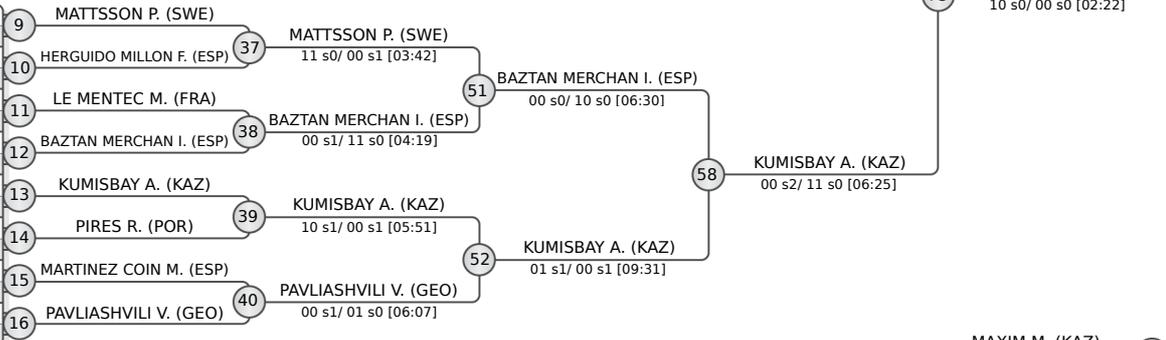 10 s0/ 00 s0 [02:22]
9
MATTSSON P. (SWE)
10
HERGUIDO MILLON F. (ESP)
37
MATTSSON P. (SWE)
11 s0/ 00 s1 [03:42]
11
LE MENTEC M. (FRA)
12
BAZTAN MERCHAN I. (ESP)
38
BAZTAN MERCHAN I. (ESP)
00 s1/ 11 s0 [04:19]
51
BAZTAN MERCHAN I. (ESP)
00 s0/ 10 s0 [06:30]
13
KUMISBAY A. (KAZ)
14
PIRES R. (POR)
39
KUMISBAY A. (KAZ)
10 s1/ 00 s1 [05:51]
15
MARTINEZ COIN M. (ESP)
16
PAVLIASHVILI V. (GEO)
40
PAVLIASHVILI V. (GEO)
00 s1/ 01 s0 [06:07]
52
KUMISBAY A. (KAZ)
01 s1/ 00 s1 [09:31]
58
KUMISBAY A. (KAZ)
00 s2/ 11 s0 [06:25]
MAXIM M. (KAZ)